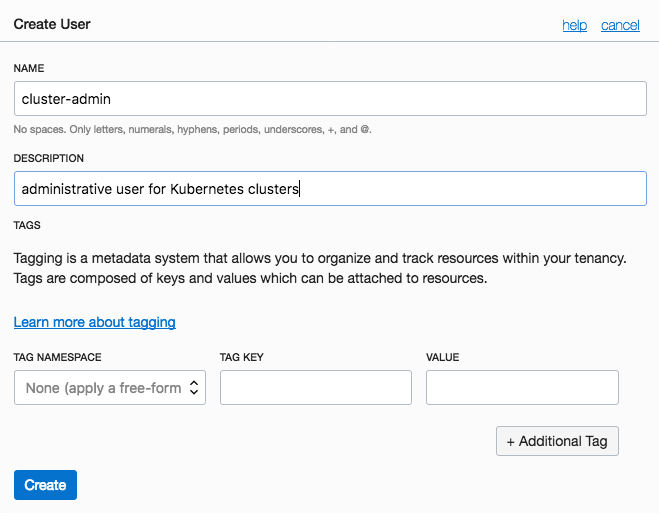 Create User
help
cancel
NAME
cluster-admin
No spaces. Only letters, numerals, hyphens, periods, underscores, +, and @.
DESCRIPTION
administrative user for Kubernetes clusters
TAGS
Tagging is a metadata system that allows you to organize and track resources within your tenancy.
Tags are composed of keys and values which can be attached to resources.
Learn more about tagging
TAG NAMESPACE
TAG KEY
VALUE
None (apply a free-form
+ Additional Tag
Create